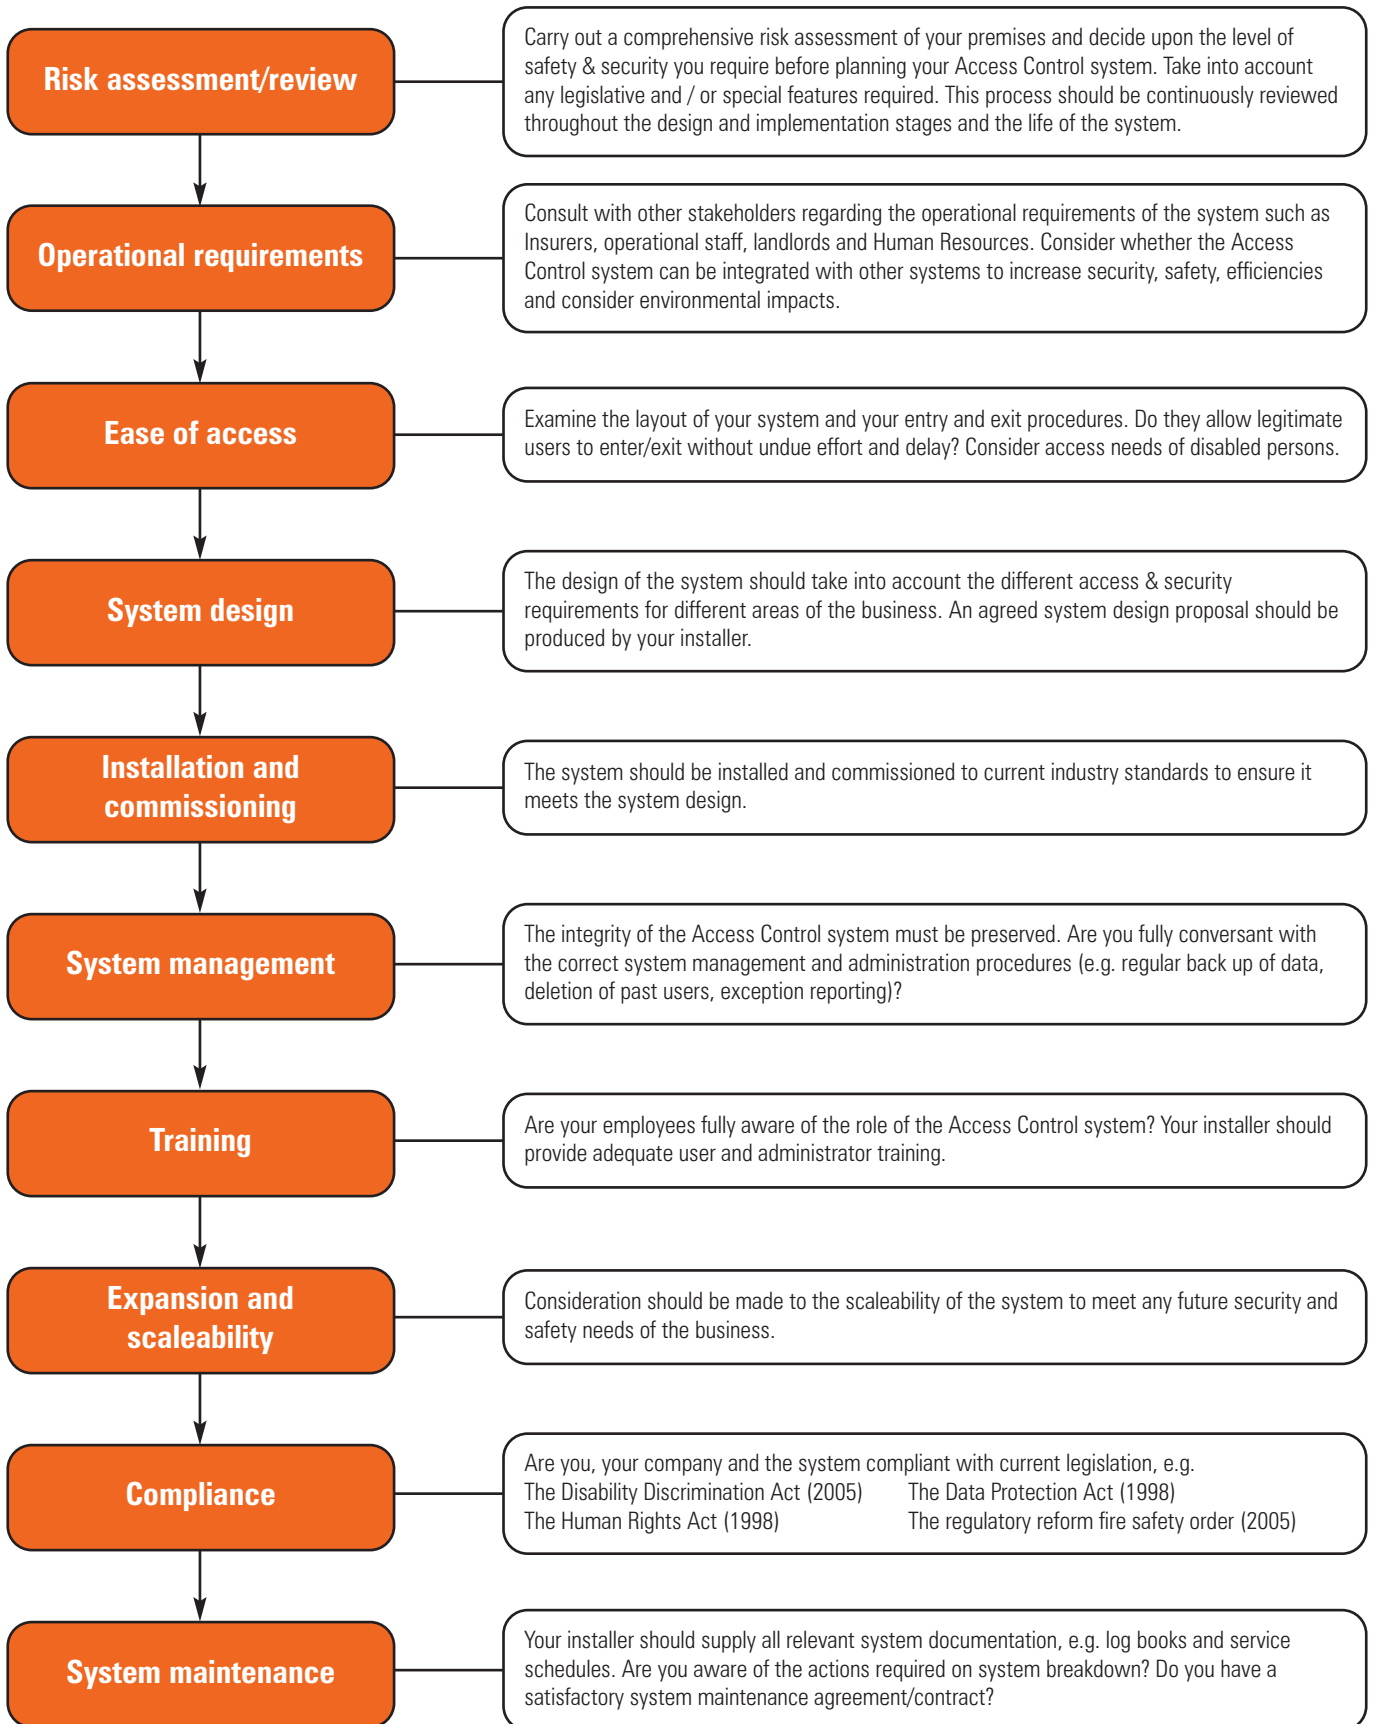 Risk assessment/review
Carry out a comprehensive risk assessment of your premises and decide upon the level of
safety & security you require before planning your Access Control system. Take into account
any legislative and / or special features required. This process should be continuously reviewed
throughout the design and implementation stages and the life of the system.
Operational requirements
Consult with other stakeholders regarding the operational requirements of the system such as
Insurers, operational staff, landlords and Human Resources. Consider whether the Access
Control system can be integrated with other systems to increase security, safety, efficiencies
and consider environmental impacts.
Ease of access
Examine the layout of your system and your entry and exit procedures. Do they allow legitimate
users to enter/exit without undue effort and delay? Consider access needs of disabled persons.
System design
The design of the system should take into account the different access & security
requirements for different areas of the business. An agreed system design proposal should be
produced by your installer.
Installation and
commissioning
The system should be installed and commissioned to current industry standards to ensure it
meets the system design.
System management
The integrity of the Access Control system must be preserved. Are you fully conversant with
the correct system management and administration procedures (e.g. regular back up of data,
deletion of past users, exception reporting)?
Training
Are your employees fully aware of the role of the Access Control system? Your installer should
provide adequate user and administrator training.
Expansion and
scaleability
Consideration should be made to the scaleability of the system to meet any future security and
safety needs of the business.
Compliance
Are you, your company and the system compliant with current legislation, e.g.
The Disability Discrimination Act (2005) The Data Protection Act (1998)
The Human Rights Act (1998) The regulatory reform fire safety order (2005)
System maintenance
Your installer should supply all relevant system documentation, e.g. log books and service
schedules. Are you aware of the actions required on system breakdown? Do you have a
satisfactory system maintenance agreement/contract?